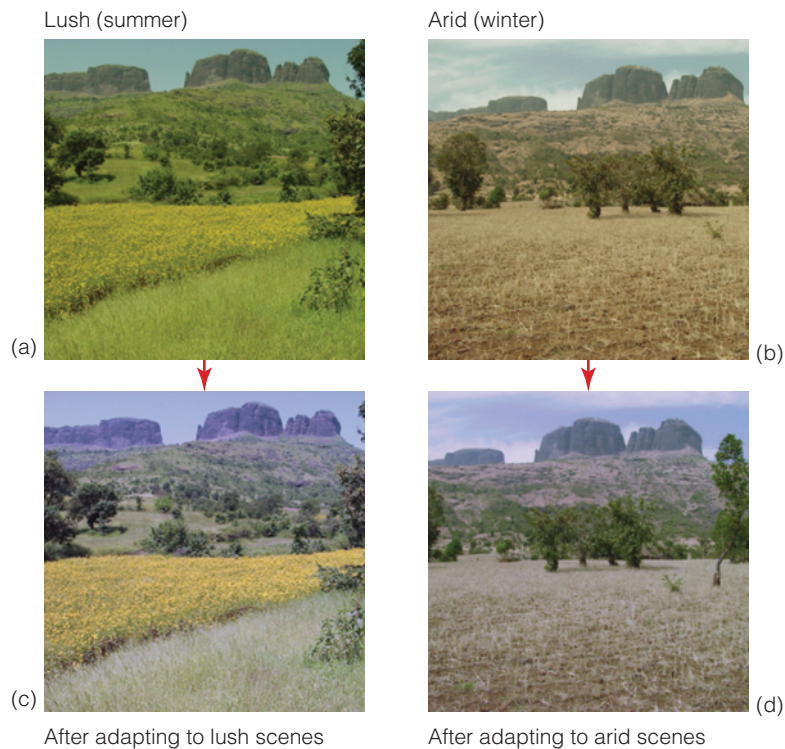 Lush (summer)
Arid (winter)
(a)
(b)
(c)
(d)
After adapting to lush scenes
After adapting to arid scenes